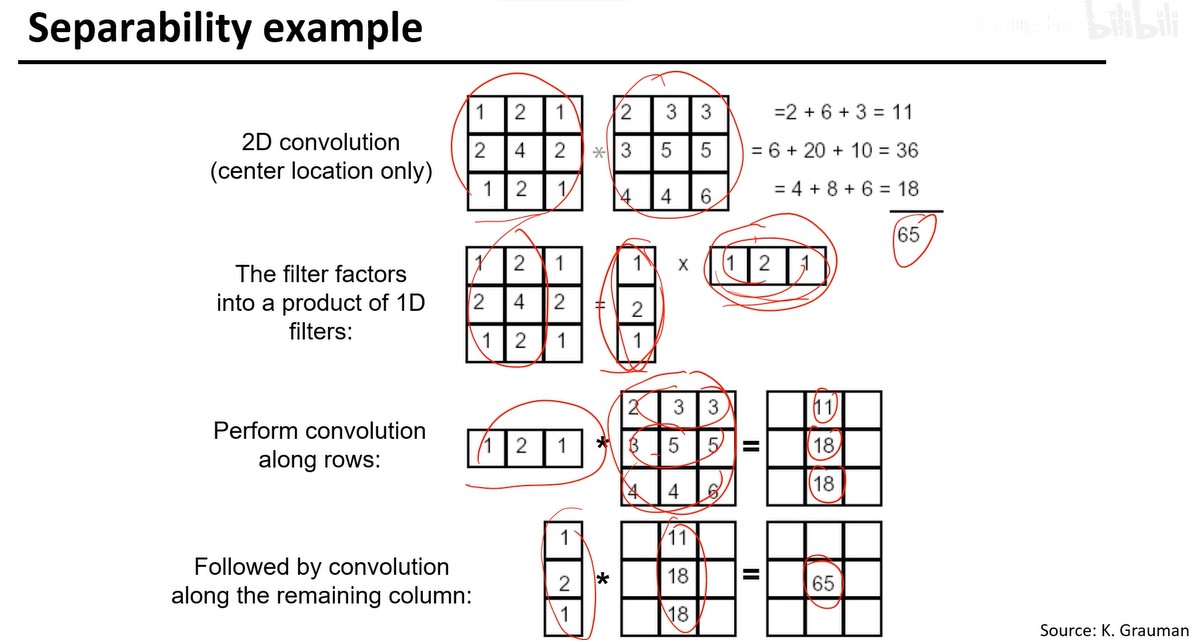 Separability example
bilibili
2D convolution
(center location only)
1 2 1
2 4 2
1 2 1
*
2 3 3
3 5 5
4 4 6
=2 + 6 + 3 = 11
= 6 + 20 + 10 = 36
= 4 + 8 + 6 = 18
65
The filter factors
into a product of 1D
filters:
1 2 1
2 4 2
1 2 1
=
1
2
1
x
1 2 1
Perform convolution
along rows:
1 2 1
*
2 3 3
3 5 5
4 4 6
=
11
18
18
Followed by convolution
along the remaining column:
1
2
1
*
11
18
18
=
65
Source: K. Grauman